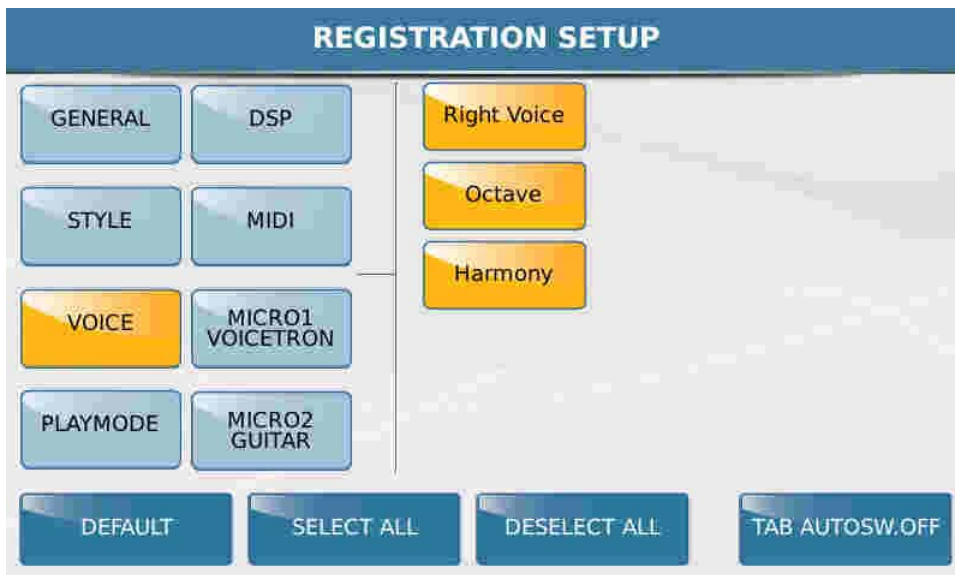 REGISTRATION SETUP
GENERAL
DSP
STYLE
MIDI
VOICE
MICRO1
VOICETRON
PLAYMODE
MICRO2
GUITAR
Right Voice
Octave
Harmony
DEFAULT
SELECT ALL
DESELECT ALL
TAB AUTOSW.OFF